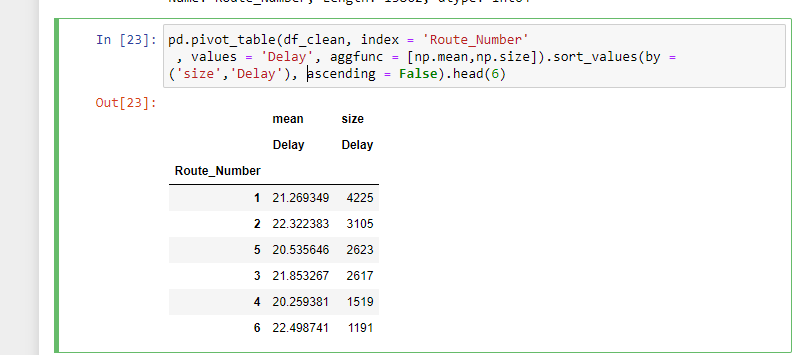 In [23]: pd.pivot_table(df_clean, index = 'Route_Number'
, values = 'Delay', aggfunc = [np.mean,np.size]).sort_values(by =
('size','Delay'), ascending = False).head(6)
Out[23]:
mean size
Delay Delay
Route_Number
1 21.269349 4225
2 22.322383 3105
5 20.535646 2623
3 21.853267 2617
4 20.259381 1519
6 22.498741 1191